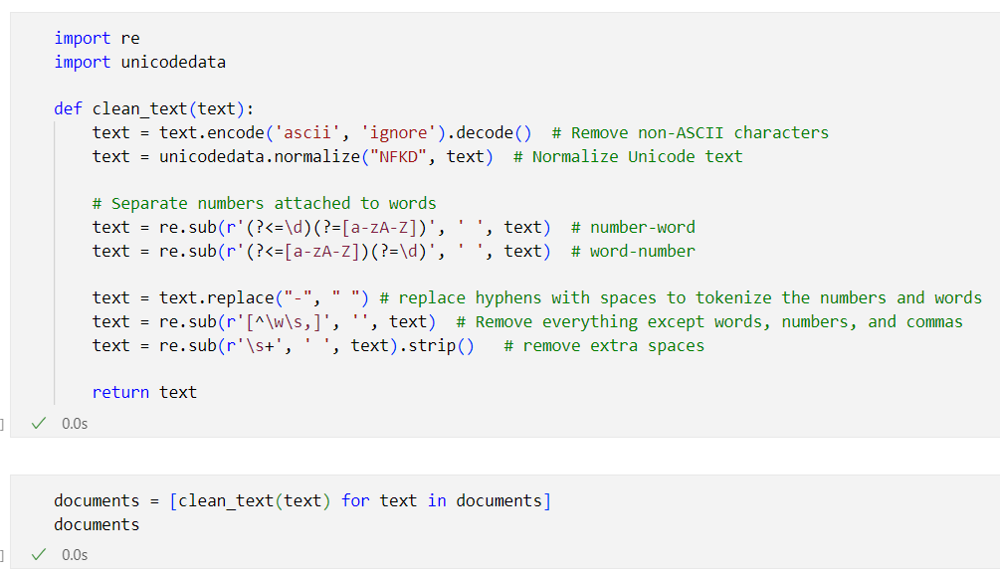 import re
import unicodedata
def clean_text(text):
text = text.encode('ascii', 'ignore').decode()  # Remove non-ASCII characters
text = unicodedata.normalize("NFKD", text)  # Normalize Unicode text
# Separate numbers attached to words
text = re.sub(r'(?<=\d)(?=[a-zA-Z])', ' ', text)  # number-word
text = re.sub(r'(?<=[a-zA-Z])(?=\d)', ' ', text)  # word-number
text = text.replace("-", " ") # replace hyphens with spaces to tokenize the numbers and words
text = re.sub(r'[^\w\s,]', '', text)  # Remove everything except words, numbers, and commas
text = re.sub(r'\s+', ' ', text).strip()   # remove extra spaces
return text
] ✓ 0.0s
documents = [clean_text(text) for text in documents]
documents
] ✓ 0.0s